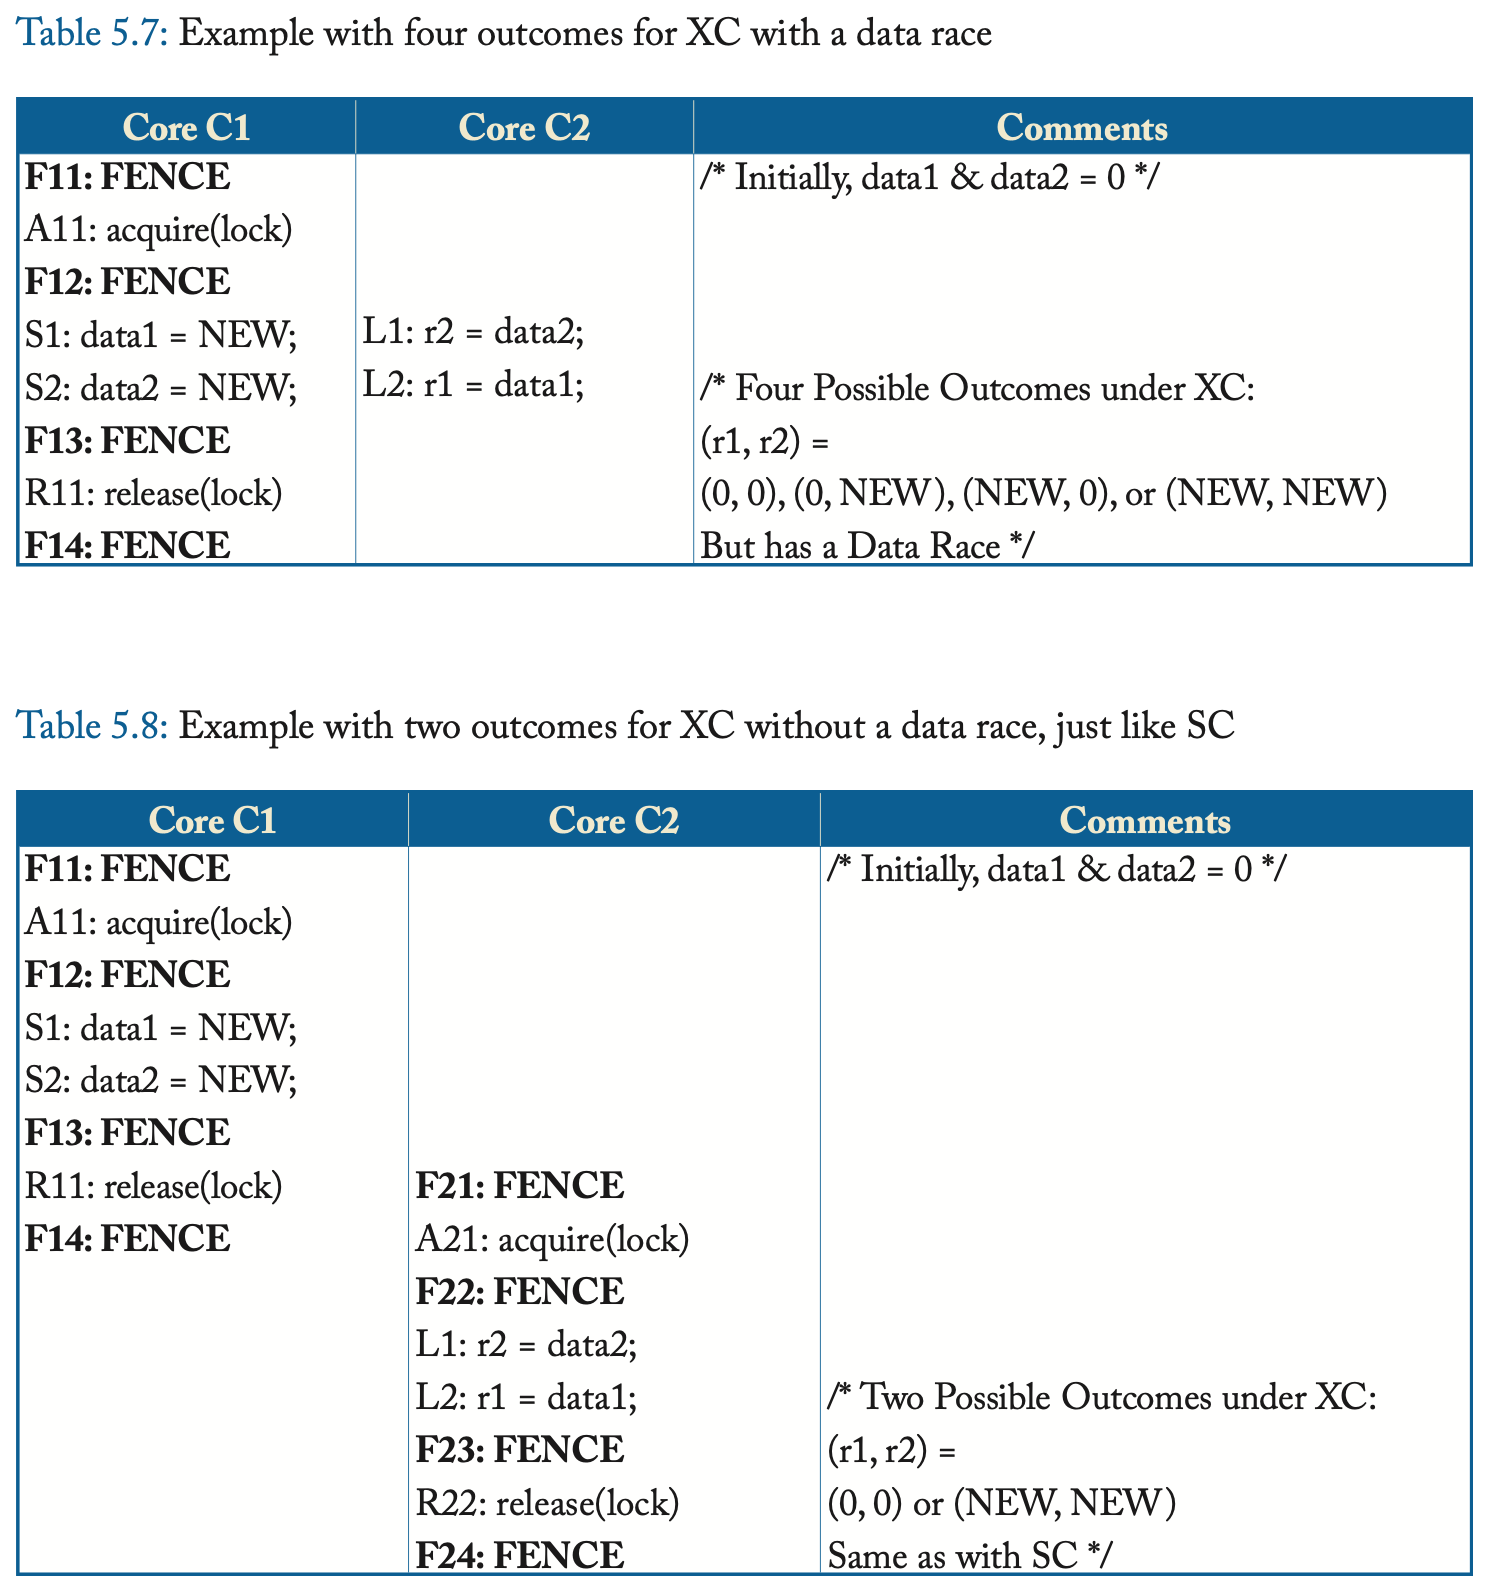 Table 5.7: Example with four outcomes for XC with a data race
Core C1 Core C2 Comments
F11: FENCE /* Initially, data1 & data2 = 0 */
A11: acquire(lock)
F12: FENCE
S1: data1 = NEW; L1: r2 = data2;
S2: data2 = NEW; L2: r1 = data1; /* Four Possible Outcomes under XC:
F13: FENCE (r1, r2) =
R11: release(lock) (0, 0), (0, NEW), (NEW, 0), or (NEW, NEW)
F14: FENCE But has a Data Race */
Table 5.8: Example with two outcomes for XC without a data race, just like SC
Core C1 Core C2 Comments
F11: FENCE /* Initially, data1 & data2 = 0 */
A11: acquire(lock)
F12: FENCE
S1: data1 = NEW;
S2: data2 = NEW;
F13: FENCE
R11: release(lock) F21: FENCE
F14: FENCE A21: acquire(lock)
F22: FENCE
L1: r2 = data2;
L2: r1 = data1; /* Two Possible Outcomes under XC:
F23: FENCE (r1, r2) =
R22: release(lock) (0, 0) or (NEW, NEW)
F24: FENCE Same as with SC */